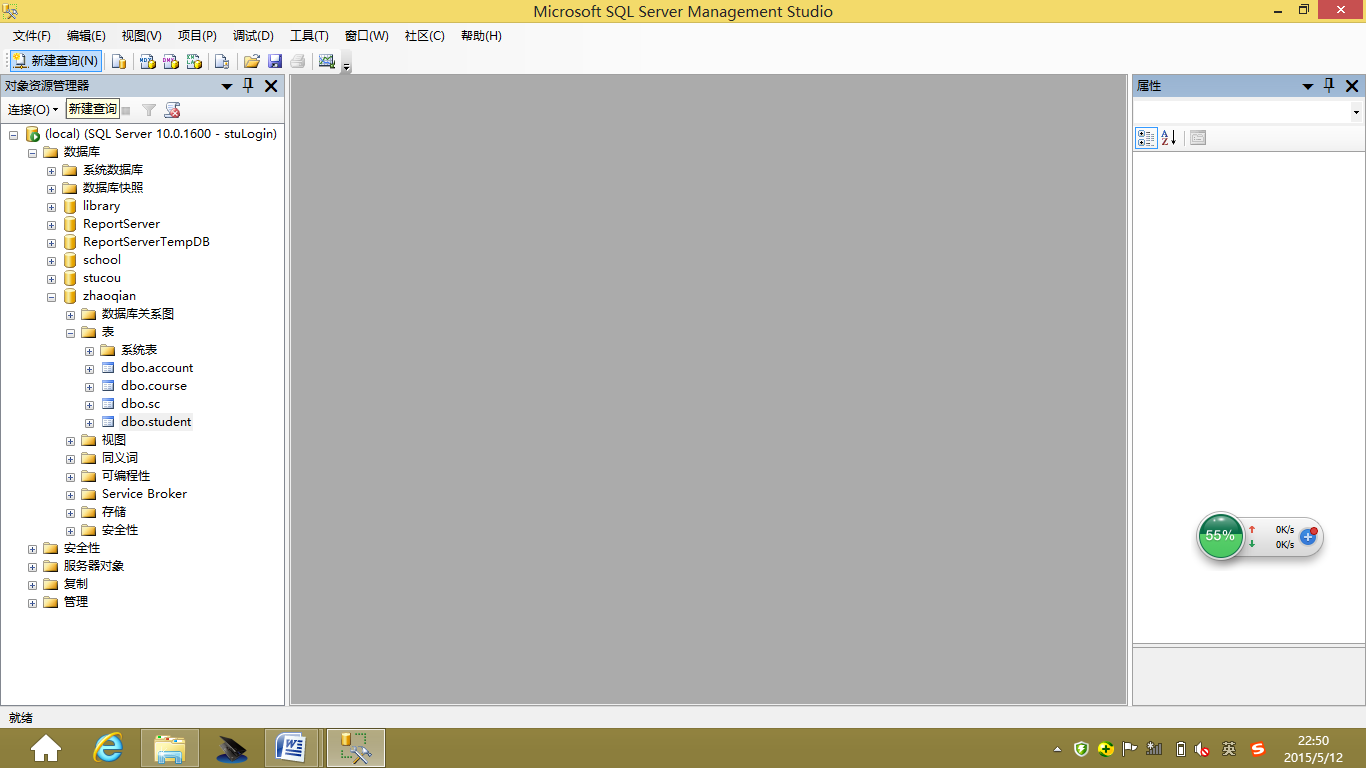 Microsoft SQL Server Management Studio
文件(F) 编辑(E) 视图(V) 项目(P) 调试(D) 工具(T) 窗口(W) 社区(C) 帮助(H)
新建查询(N)
对象资源管理器
属性
连接(O)
新建查询
(local) (SQL Server 10.0.1600 - stuLogin)
数据库
系统数据库
数据库快照
library
ReportServer
ReportServerTempDB
school
stucou
zhaoqian
数据库关系图
表
系统表
dbo.account
dbo.course
dbo.sc
dbo.student
视图
同义词
可编程性
Service Broker
存储
安全性
安全性
服务器对象
复制
管理
55%
0K/s
0K/s
就绪
英
22:50
2015/5/12